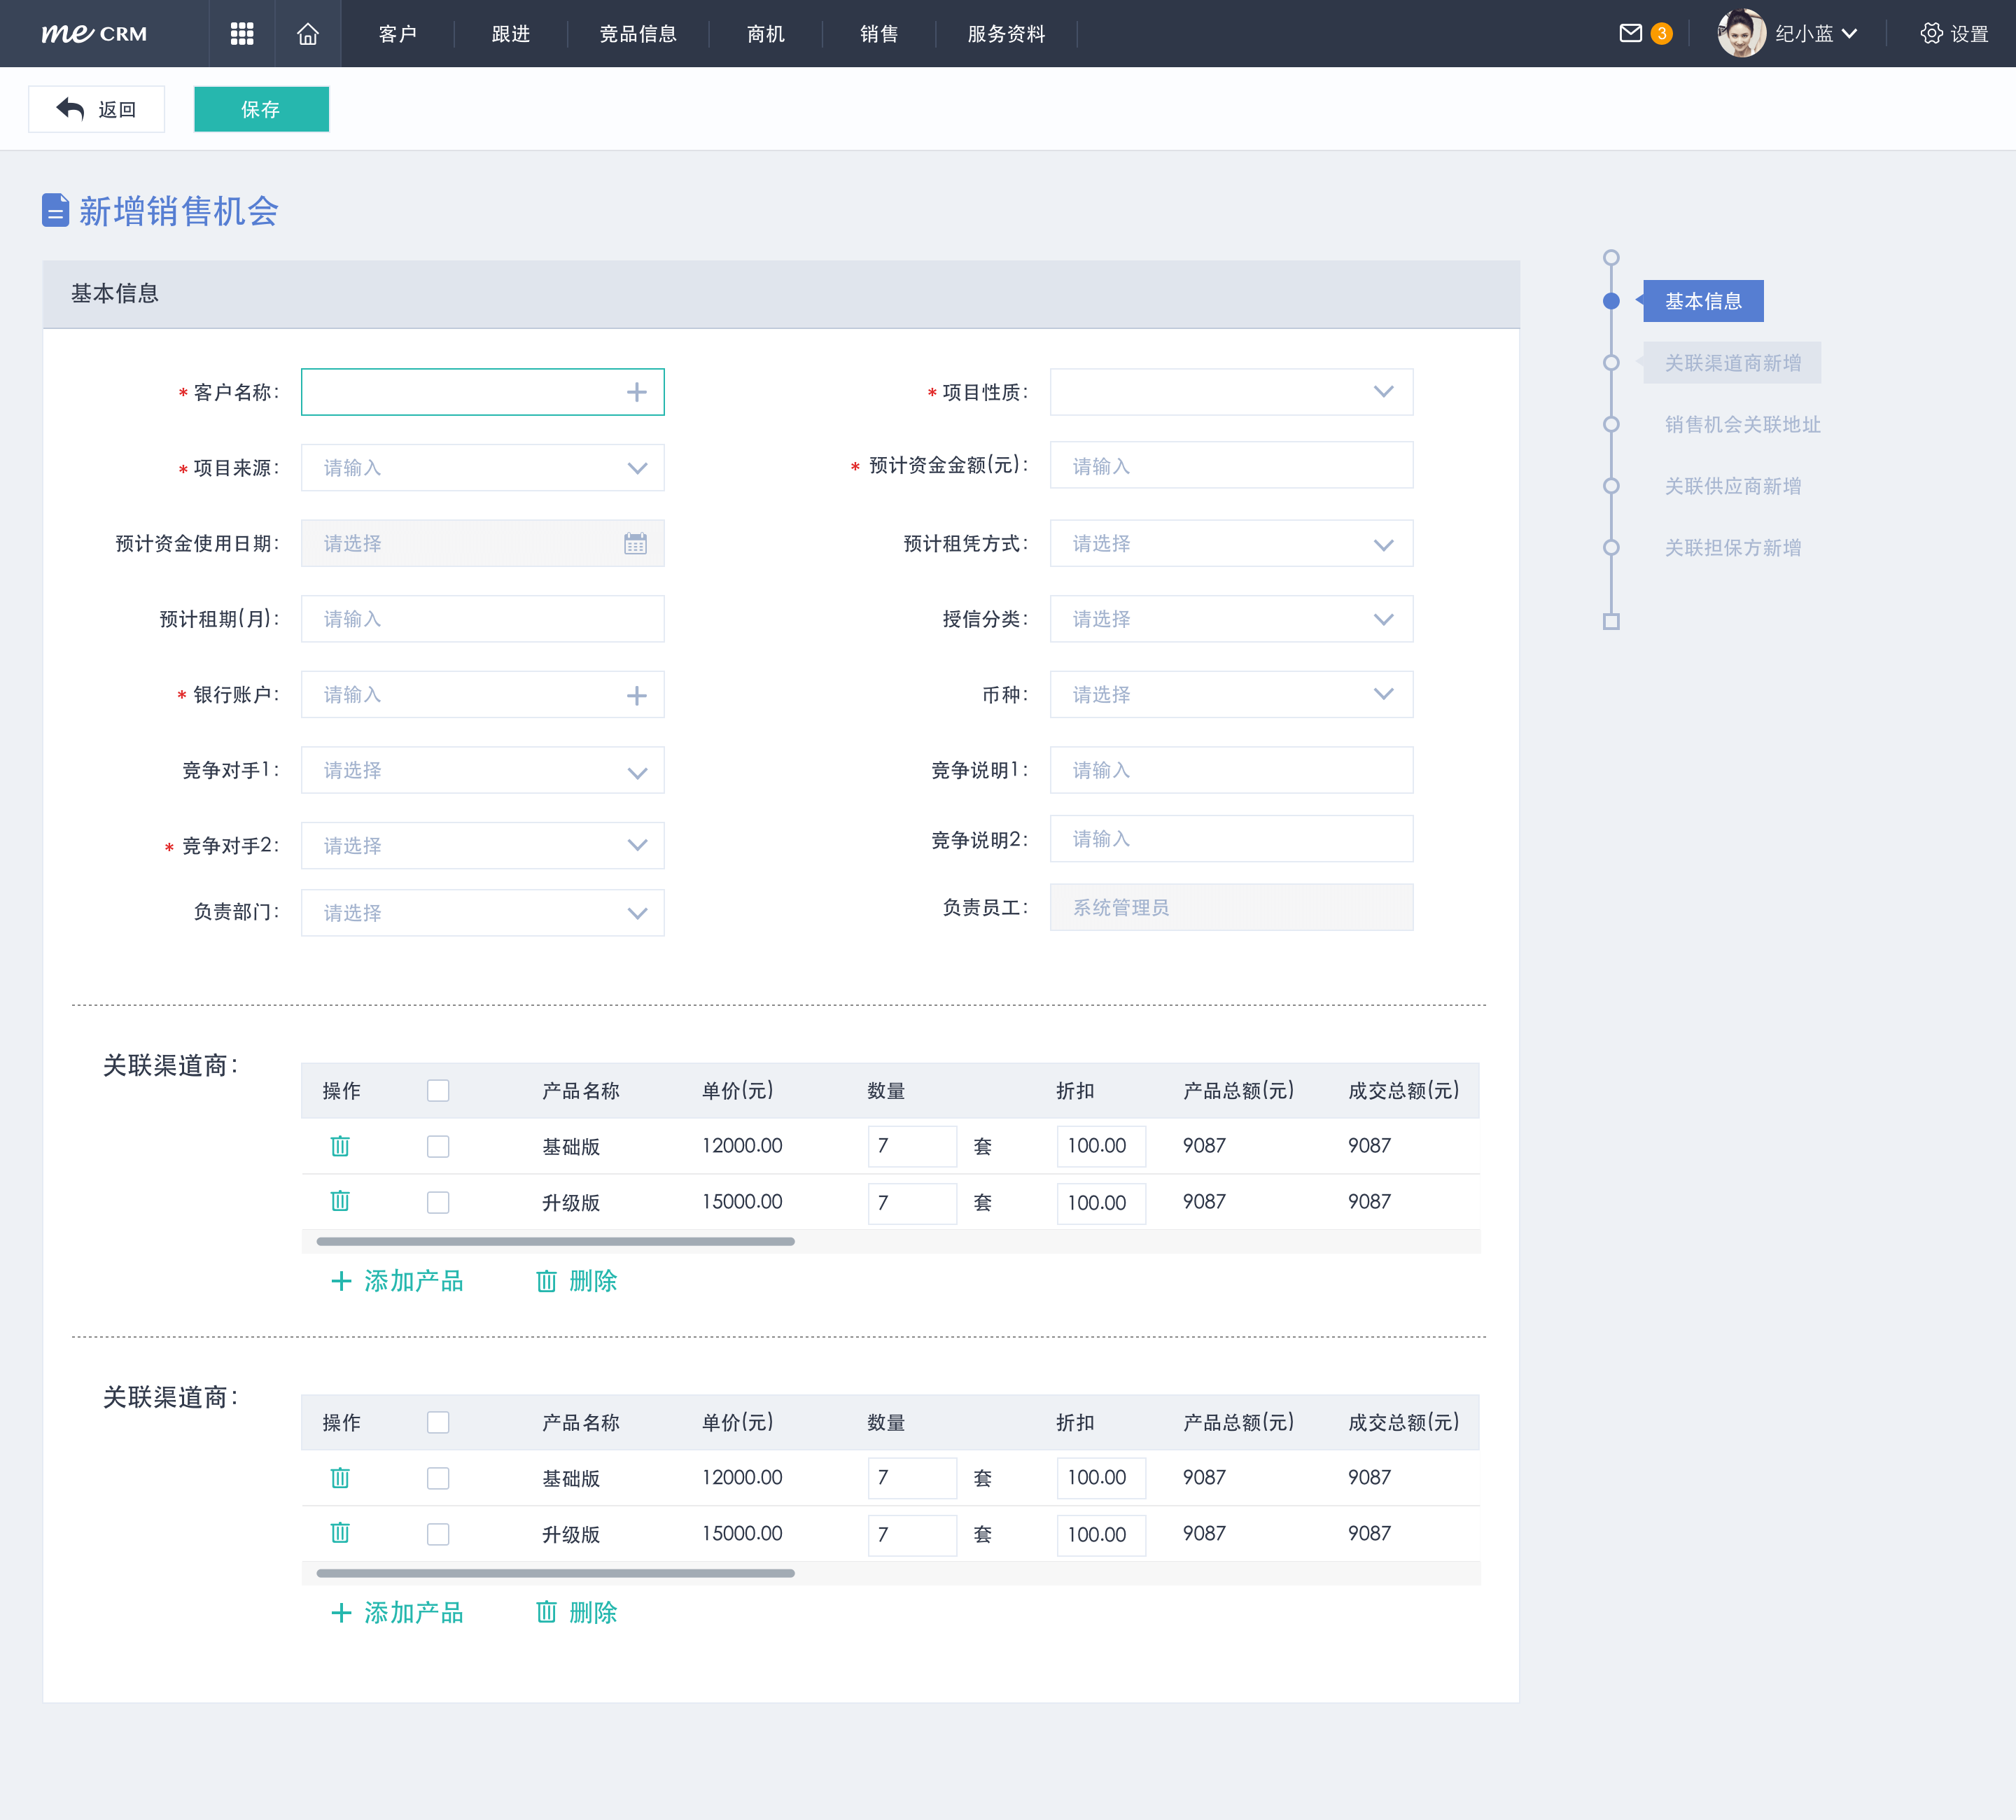 me CRM 客户 跟进 竞品信息 商机 销售 服务资料 3 纪小蓝 设置
返回 保存
新增销售机会
基本信息
* 客户名称:
* 项目性质:
* 项目来源: 请输入
* 预计资金金额(元): 请输入
预计资金使用日期: 请选择
预计租凭方式: 请选择
预计租期(月): 请输入
授信分类: 请选择
* 银行账户: 请输入
币种: 请选择
竞争对手1: 请选择
竞争说明1: 请输入
* 竞争对手2: 请选择
竞争说明2: 请输入
负责部门: 请选择
负责员工: 系统管理员
关联渠道商:
操作 产品名称 单价(元) 数量 折扣 产品总额(元) 成交总额(元)
基础版 12000.00 7 套 100.00 9087 9087
升级版 15000.00 7 套 100.00 9087 9087
添加产品 删除
关联渠道商:
操作 产品名称 单价(元) 数量 折扣 产品总额(元) 成交总额(元)
基础版 12000.00 7 套 100.00 9087 9087
升级版 15000.00 7 套 100.00 9087 9087
添加产品 删除
基本信息
关联渠道商新增
销售机会关联地址
关联供应商新增
关联担保方新增